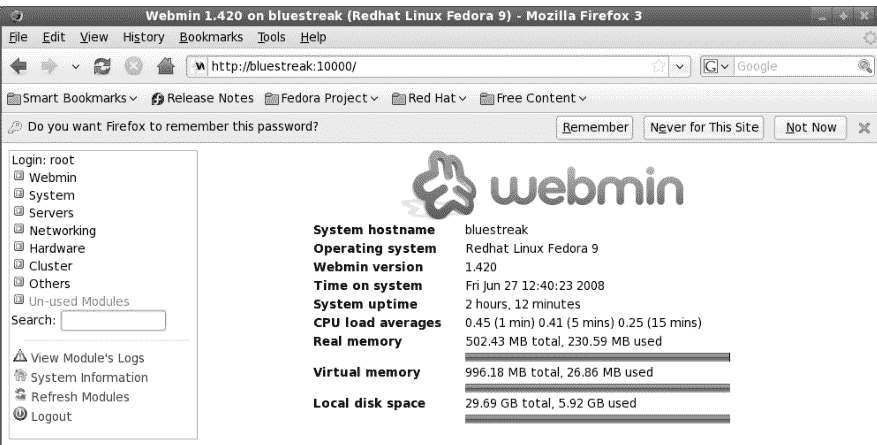 Webmin 1.420 on bluestreak (Redhat Linux Fedora 9) - Mozilla Firefox 3
File Edit View History Bookmarks Tools Help
http://bluestreak:10000/
G Google
Smart Bookmarks Release Notes Fedora Project Red Hat Free Content
Do you want Firefox to remember this password? Remember Never for This Site Not Now
Login: root
Webmin
System
Servers
Networking
Hardware
Cluster
Others
Un-used Modules
Search:
View Module's Logs
System Information
Refresh Modules
Logout
webmin
System hostname bluestreak
Operating system Redhat Linux Fedora 9
Webmin version 1.420
Time on system Fri Jun 27 12:40:23 2008
System uptime 2 hours, 12 minutes
CPU load averages 0.45 (1 min) 0.41 (5 mins) 0.25 (15 mins)
Real memory 502.43 MB total, 230.59 MB used
Virtual memory 996.18 MB total, 26.86 MB used
Local disk space 29.69 GB total, 5.92 GB used